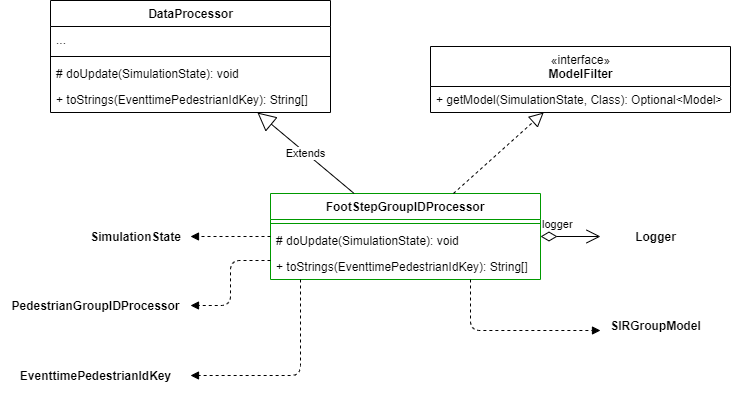 DataProcessor
...
# doUpdate(SimulationState): void
+ toStrings(EventtimePedestrianIdKey): String[]
«interface»
ModelFilter
+ getModel(SimulationState, Class): Optional<Model>
Extends
FootStepGroupIDProcessor
# doUpdate(SimulationState): void
+ toStrings(EventtimePedestrianIdKey): String[]
logger
SimulationState
Logger
PedestrianGroupIDProcessor
SIRGroupModel
EventtimePedestrianIdKey